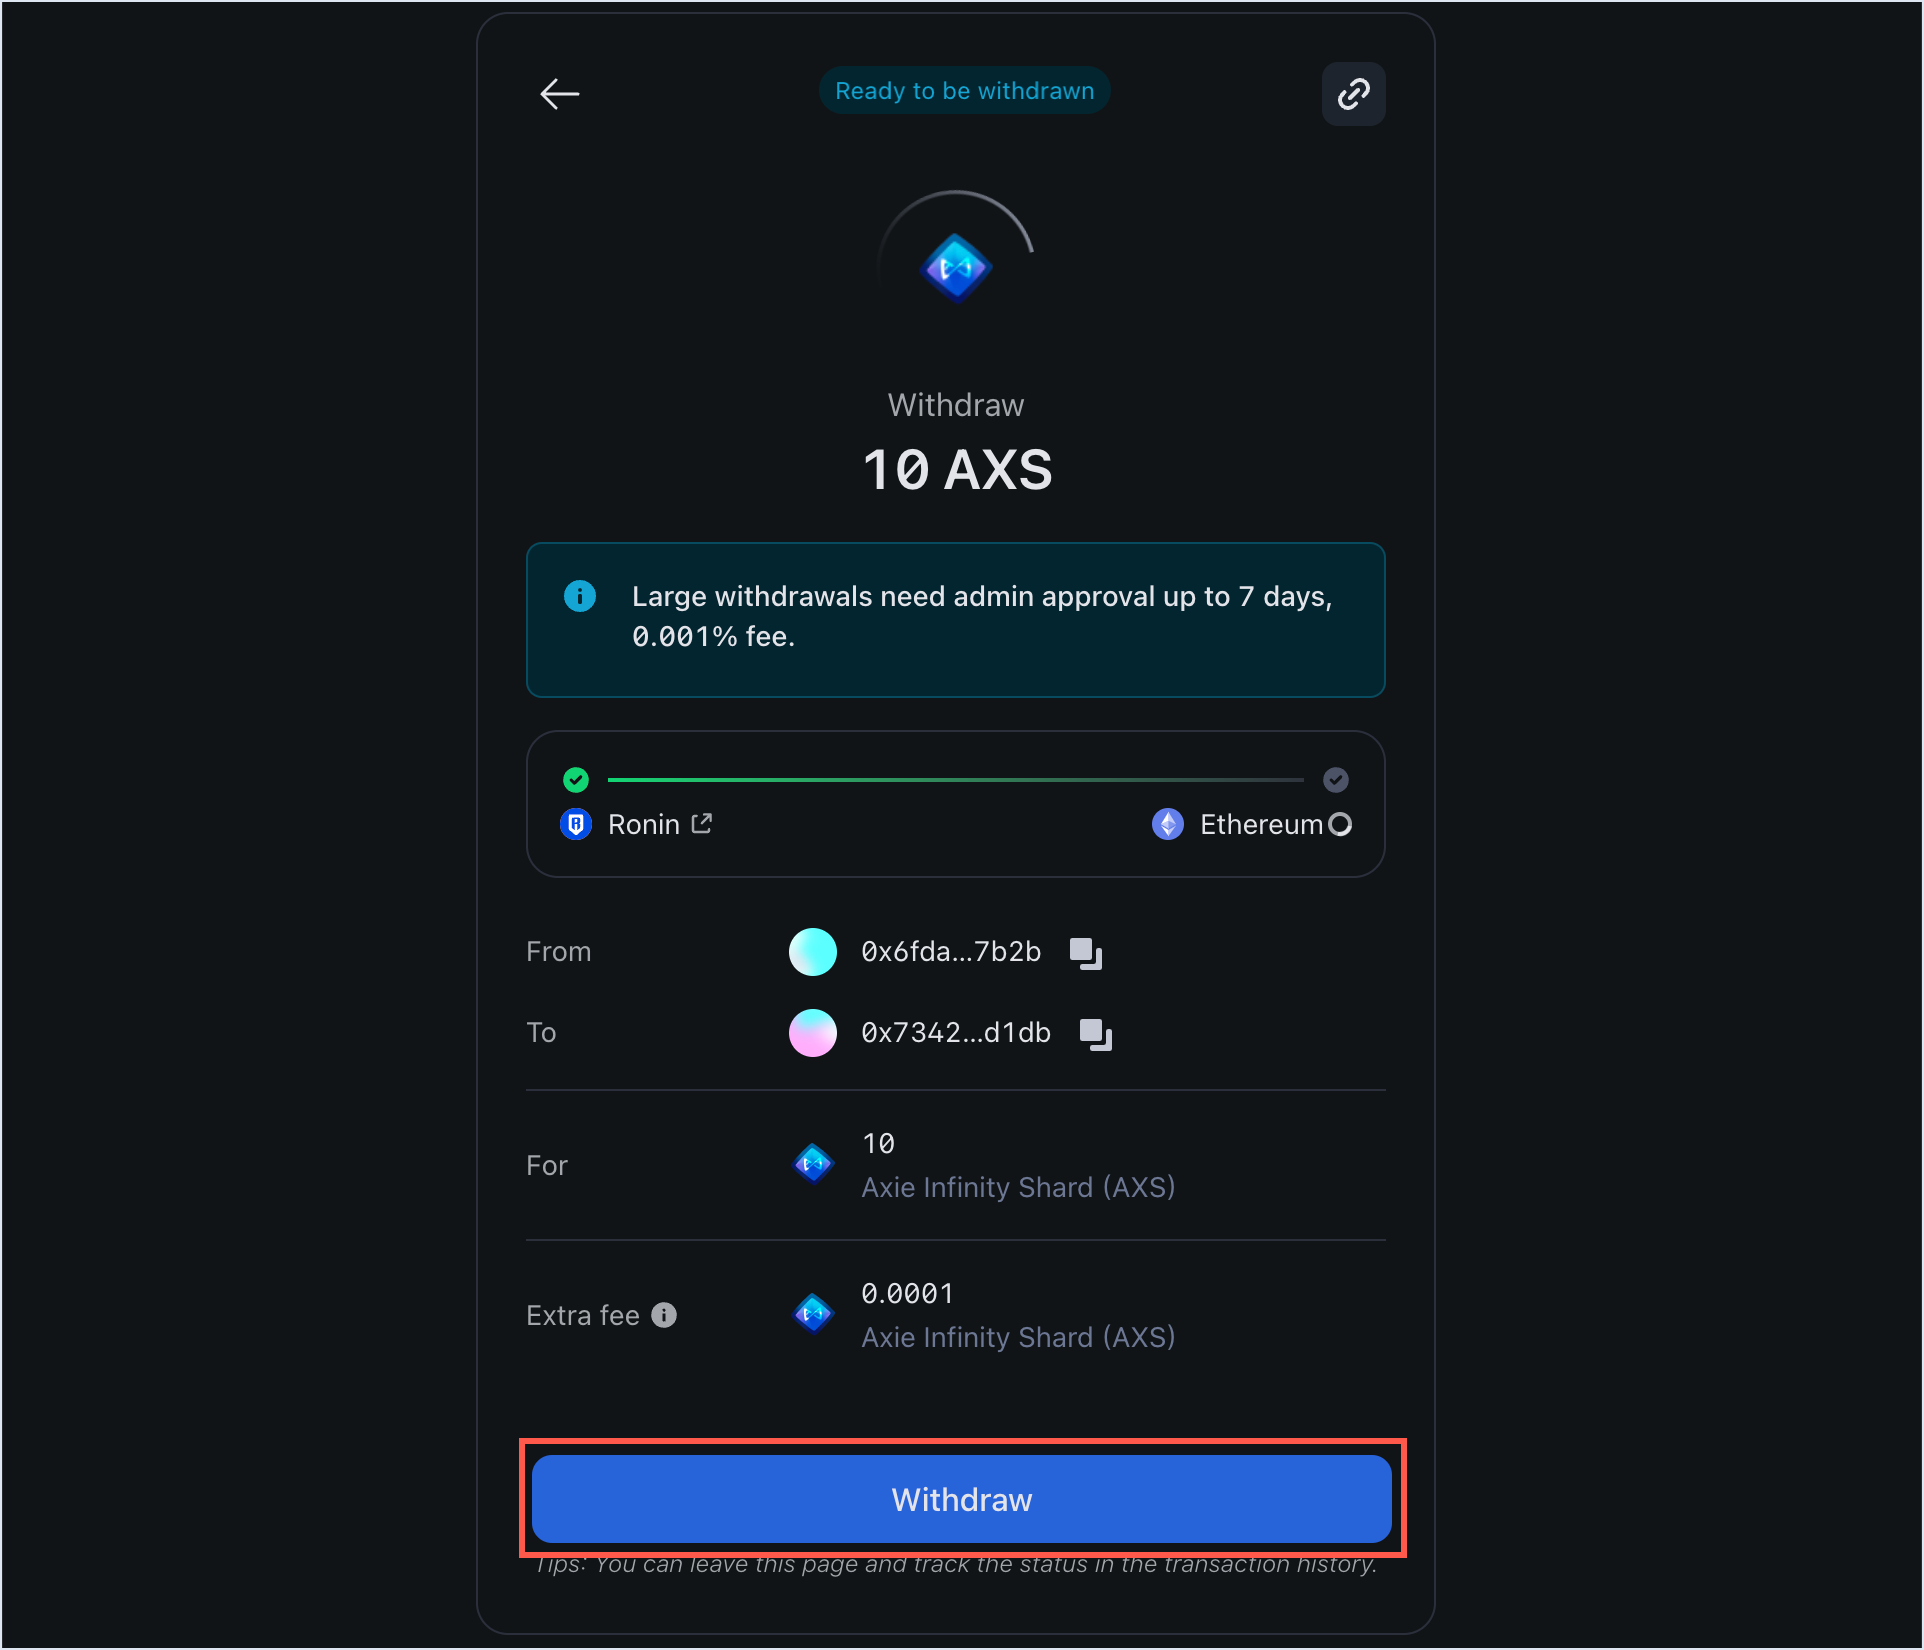 Ready to be withdrawn
Withdraw
10 AXS
Large withdrawals need admin approval up to 7 days,
0.001% fee.
Ronin
Ethereum
From
0x6fda...7b2b
To
0x7342...d1db
For
10
Axie Infinity Shard (AXS)
Extra fee
0.0001
Axie Infinity Shard (AXS)
Withdraw
Tips: You can leave this page and track the status in the transaction history.